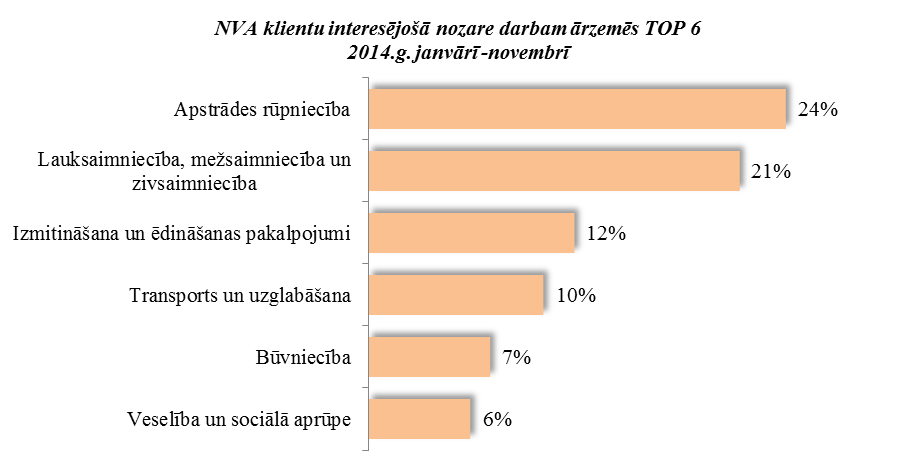 NVA klientu interesējošā nozare darbam ārzemēs TOP 6
2014.g. janvārī -novembrī
Apstrādes rūpniecība
24%
Lauksaimniecība, mežsaimniecība un
zivsaimniecība
21%
Izmitināšana un ēdināšanas pakalpojumi
12%
Transports un uzglabāšana
10%
Būvniecība
7%
Veselība un sociālā aprūpe
6%